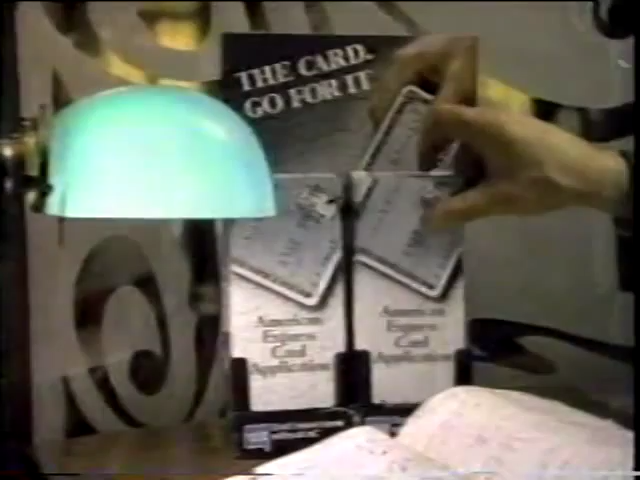 THE CARD.
GO FOR IT
American
Express
Card
Application
American
Express
Card
Application